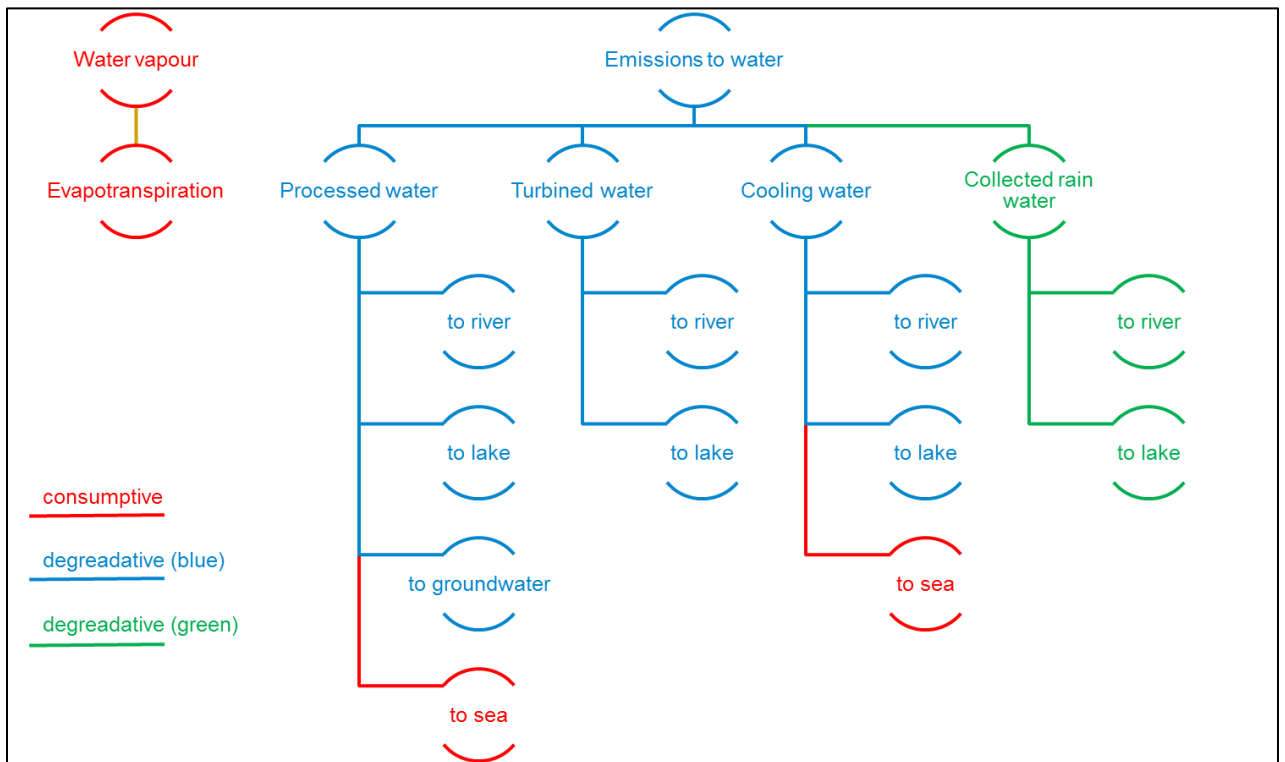 Water vapour
Emissions to water
Evapotranspiration
Processed water
Turbined water
Cooling water
Collected rain
water
to river
to river
to river
to river
to lake
to lake
to lake
to lake
consumptive
degreadative (blue)
to groundwater
to sea
degreadative (green)
to sea